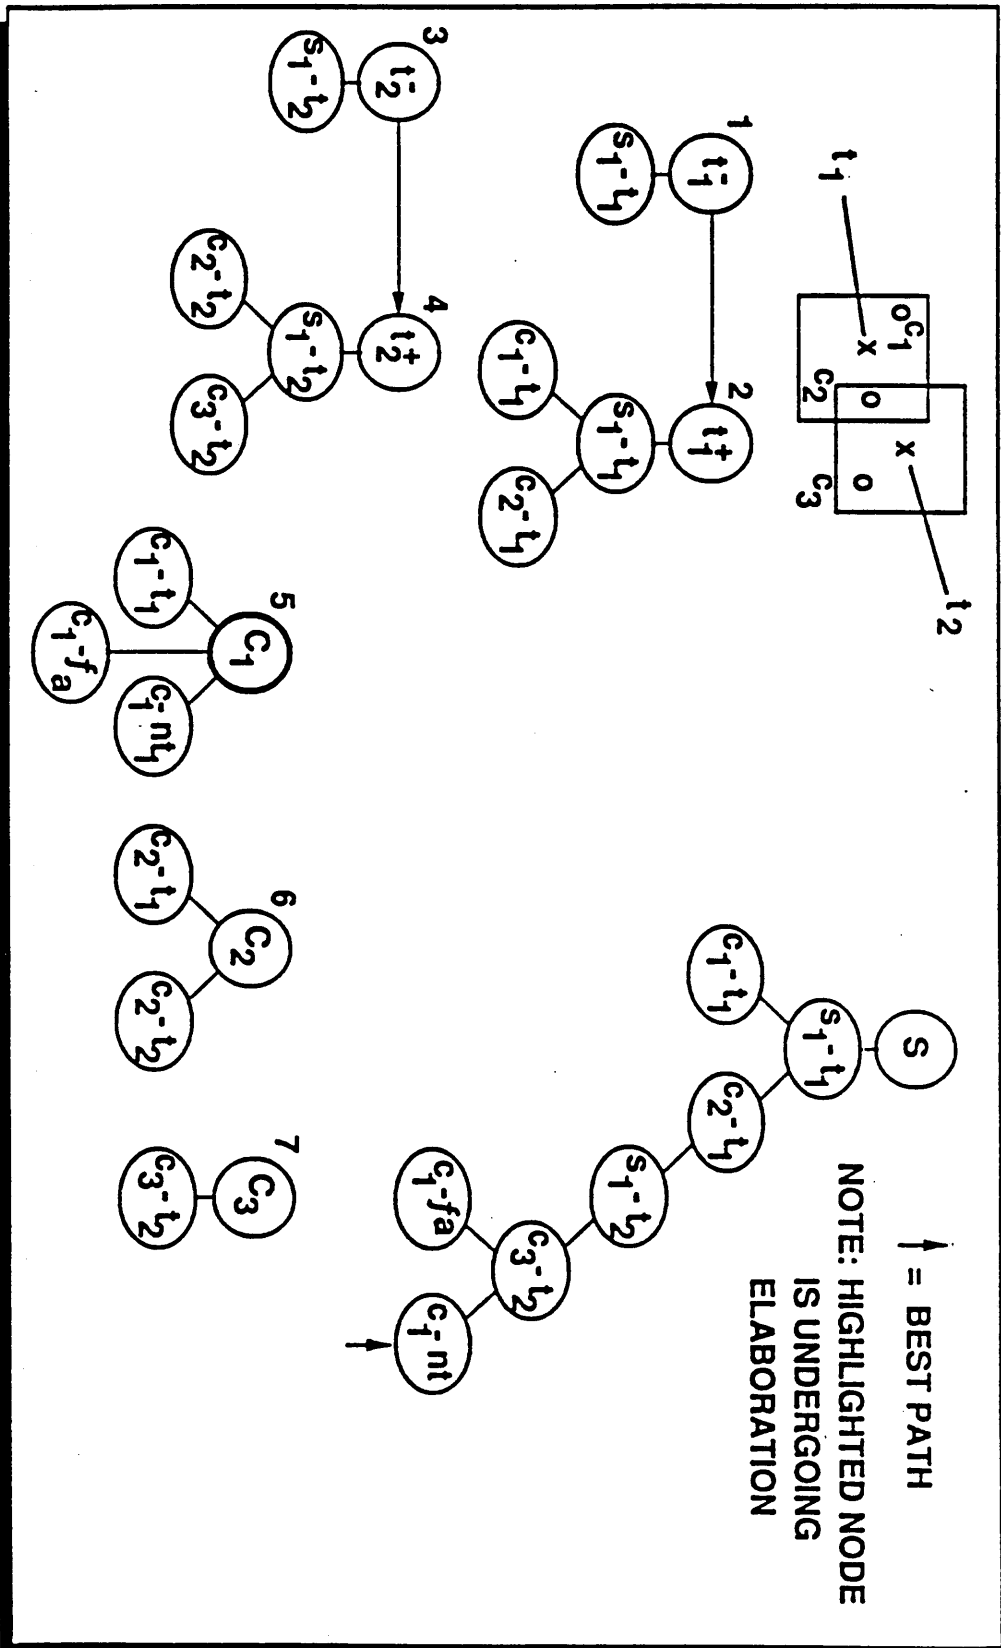 t1
t2
oc1
x
c2
o
x
o
c3
1
t1-
s1-t1
2
t1+
s1-t1
c1-t1
c2-t1
3
t2-
s1-t2
4
t2+
s1-t2
c2-t2
c3-t2
5
C1
c1-t1
c1-fa
c1-nt1
6
C2
c2-t1
c2-t2
7
C3
c3-t2
S
s1-t1
c1-t1
c2-t1
s1-t2
c3-t2
c1-fa
c1-nt
↑ = BEST PATH
NOTE: HIGHLIGHTED NODE
IS UNDERGOING
ELABORATION